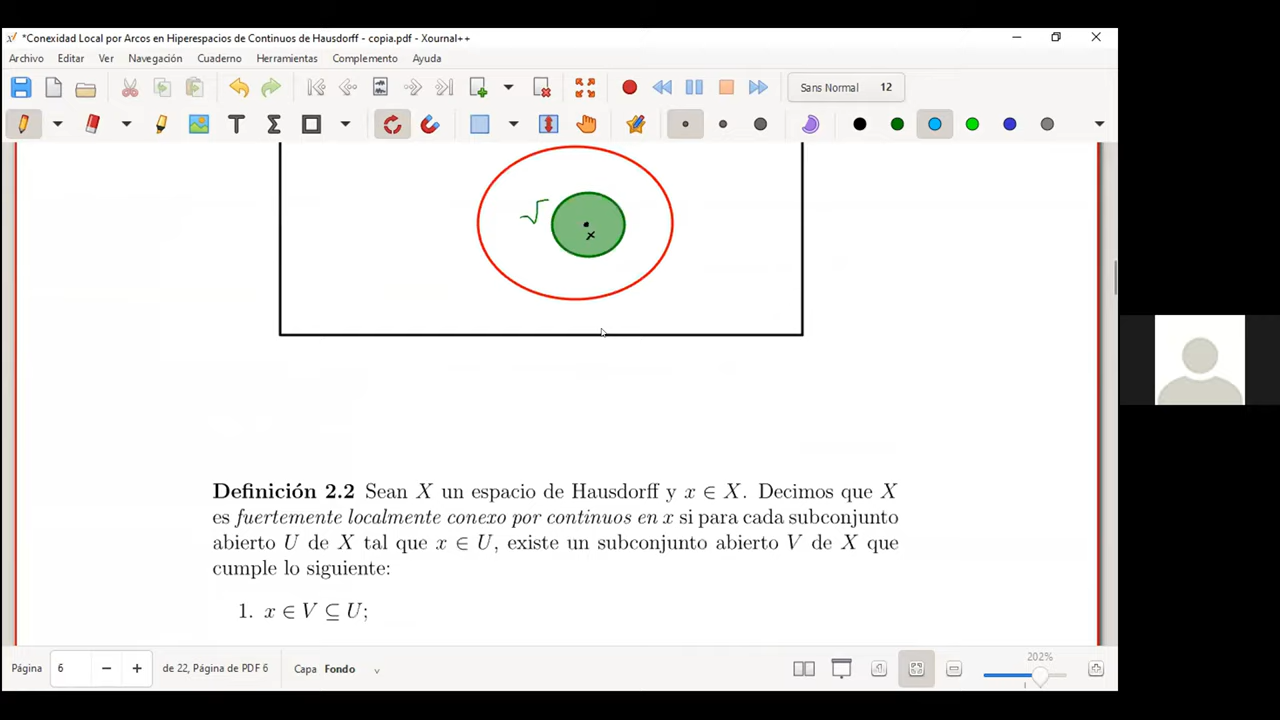 *Conexidad Local por Arcos en Hiperespacios de Continuos de Hausdorff - copia.pdf - Xournal++
Archivo Editar Ver Navegación Cuaderno Herramientas Complemento Ayuda
Sans Normal 12
V
x
Definición 2.2 Sean X un espacio de Hausdorff y x ∈ X. Decimos que X
es fuertemente localmente conexo por continuos en x si para cada subconjunto
abierto U de X tal que x ∈ U, existe un subconjunto abierto V de X que
cumple lo siguiente:
1. x ∈ V ⊆ U;
Página 6 de 22, Página de PDF 6 Capa Fondo 202%